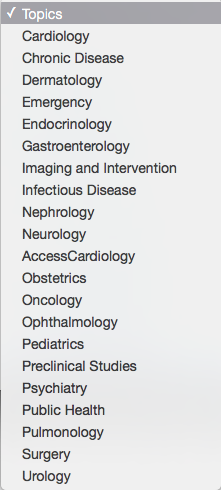 ✓ Topics
Cardiology
Chronic Disease
Dermatology
Emergency
Endocrinology
Gastroenterology
Imaging and Intervention
Infectious Disease
Nephrology
Neurology
AccessCardiology
Obstetrics
Oncology
Ophthalmology
Pediatrics
Preclinical Studies
Psychiatry
Public Health
Pulmonology
Surgery
Urology